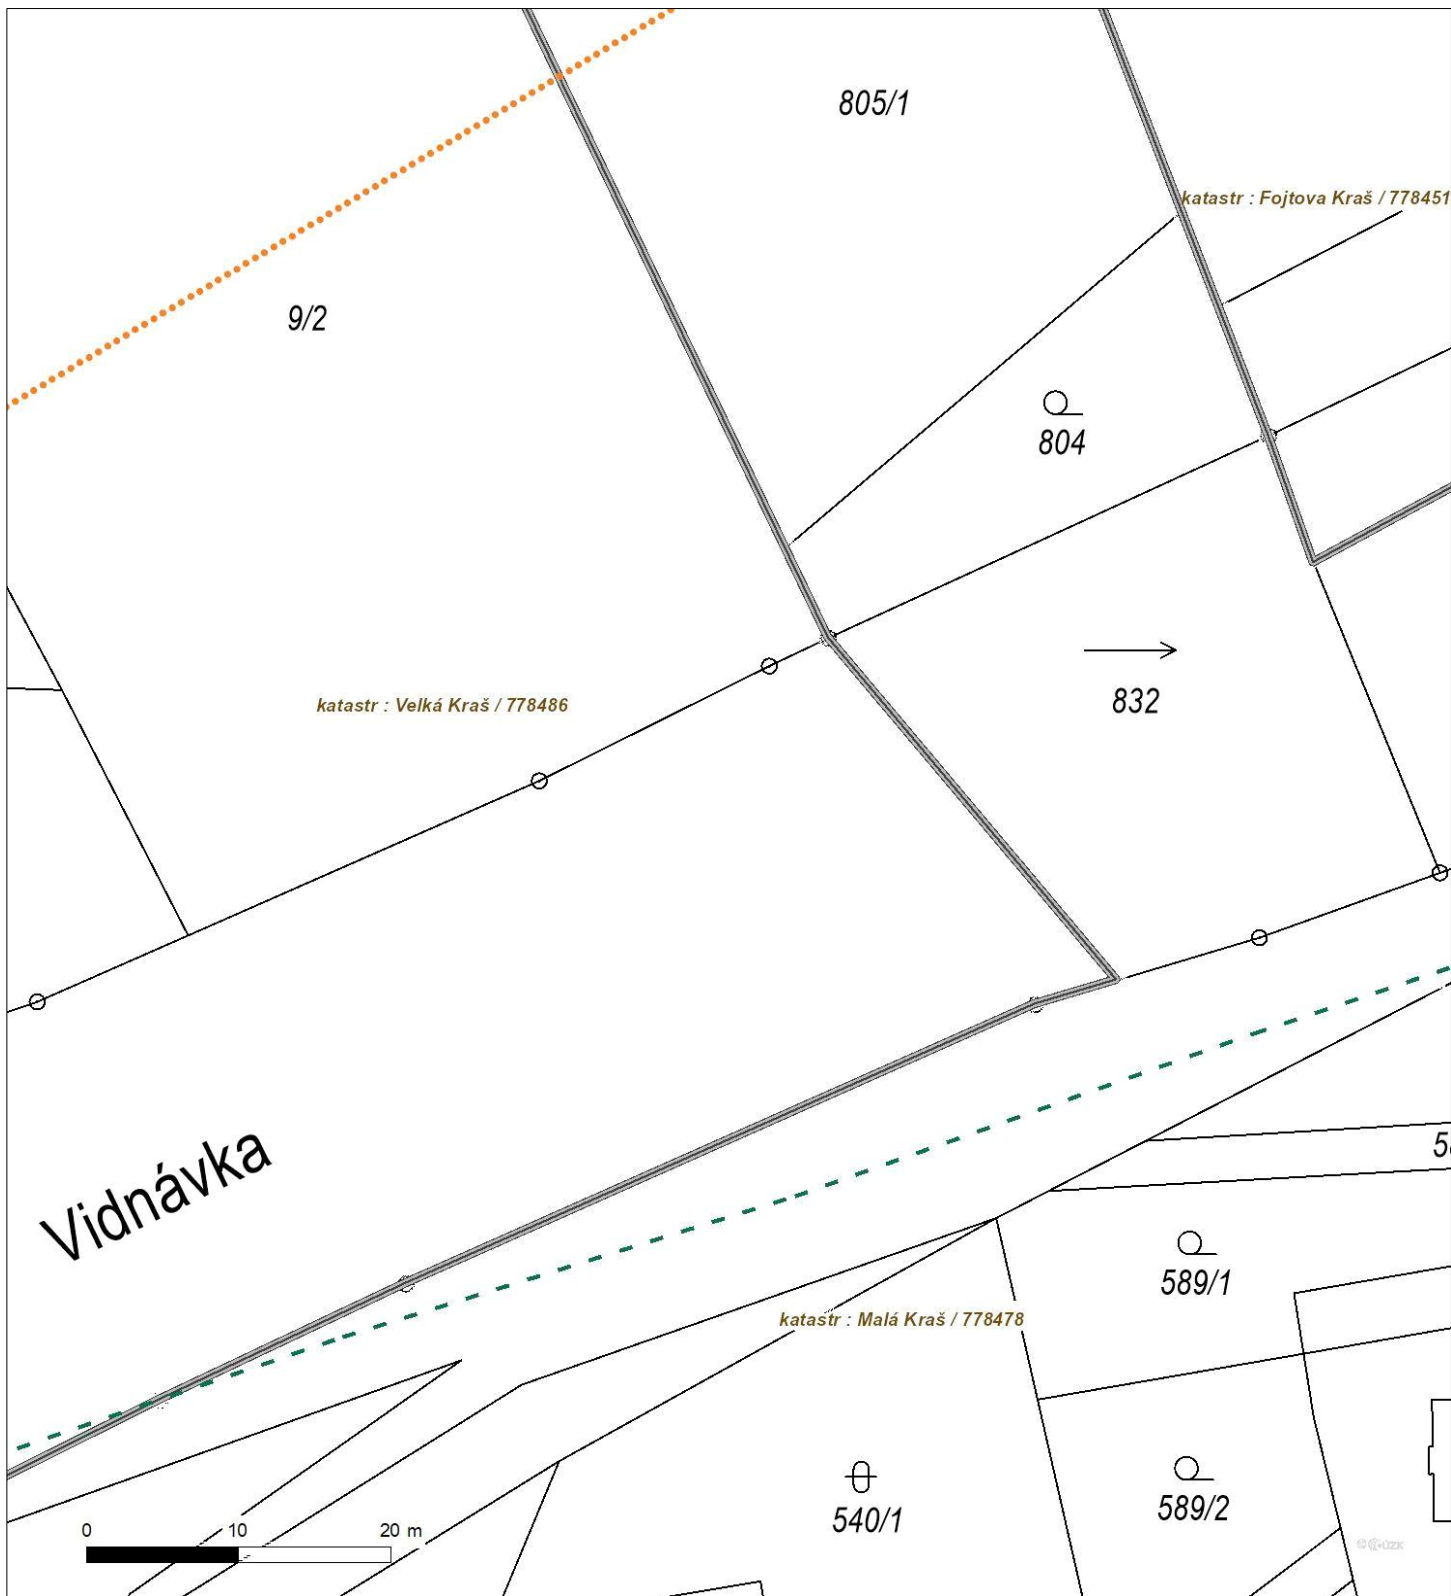 805/1
katastr : Fojtova Kraš / 778451
9/2
804
832
katastr : Velká Kraš / 778486
Vidnávka
589/1
katastr : Malá Kraš / 778478
589/2
540/1
0 10 20 m